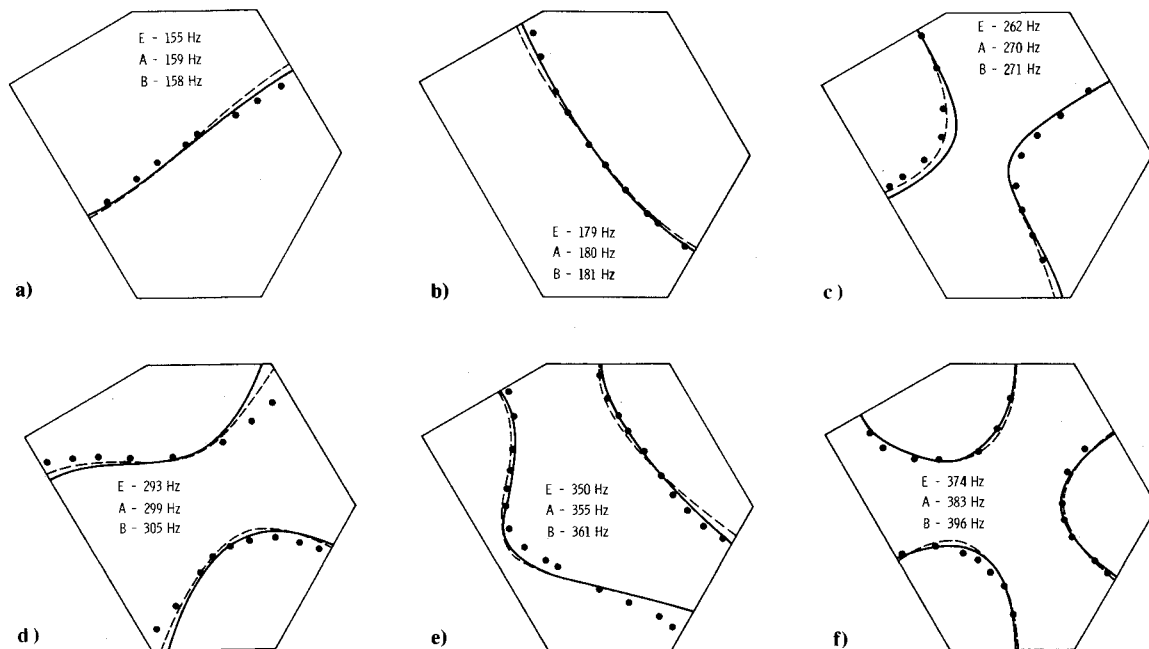 E - 155 Hz
A - 159 Hz
B - 158 Hz
a)
E - 179 Hz
A - 180 Hz
B - 181 Hz
b)
E - 262 Hz
A - 270 Hz
B - 271 Hz
c)
E - 293 Hz
A - 299 Hz
B - 305 Hz
d)
E - 350 Hz
A - 355 Hz
B - 361 Hz
e)
E - 374 Hz
A - 383 Hz
B - 396 Hz
f)